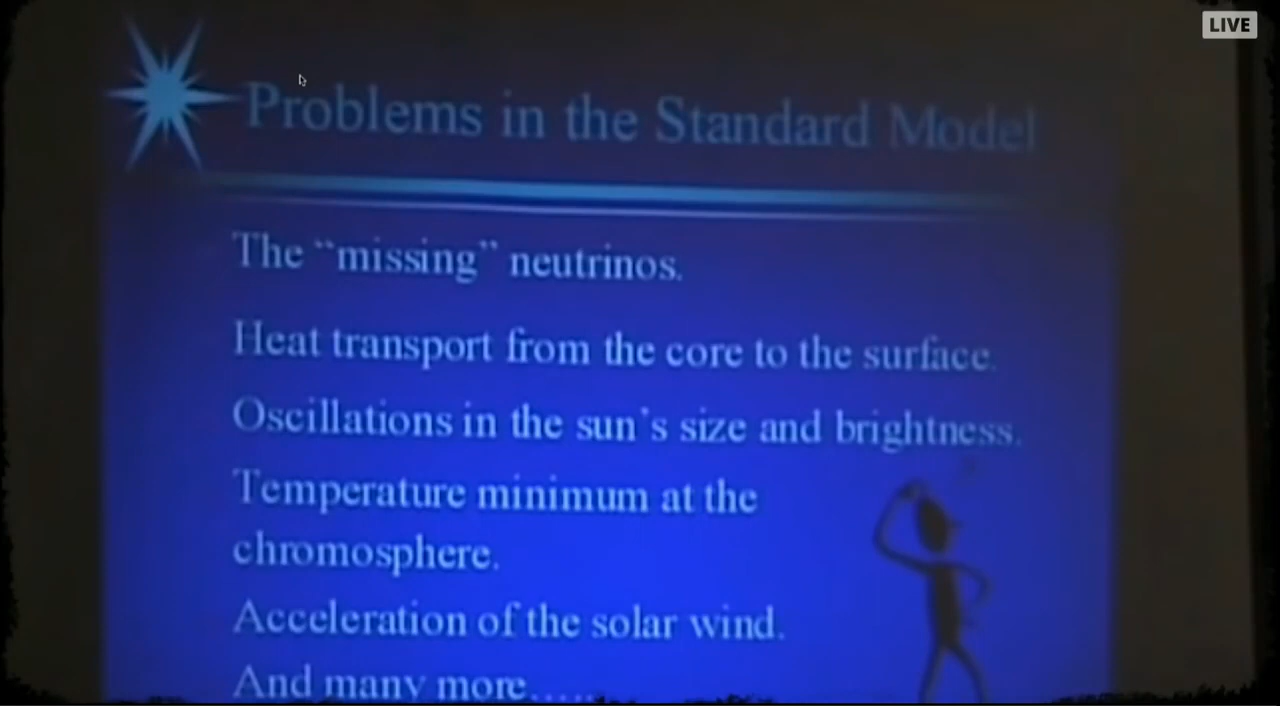 LIVE
Problems in the Standard Model
The “missing” neutrinos.
Heat transport from the core to the surface.
Oscillations in the sun’s size and brightness.
Temperature minimum at the
chromosphere.
Acceleration of the solar wind.
And many more......